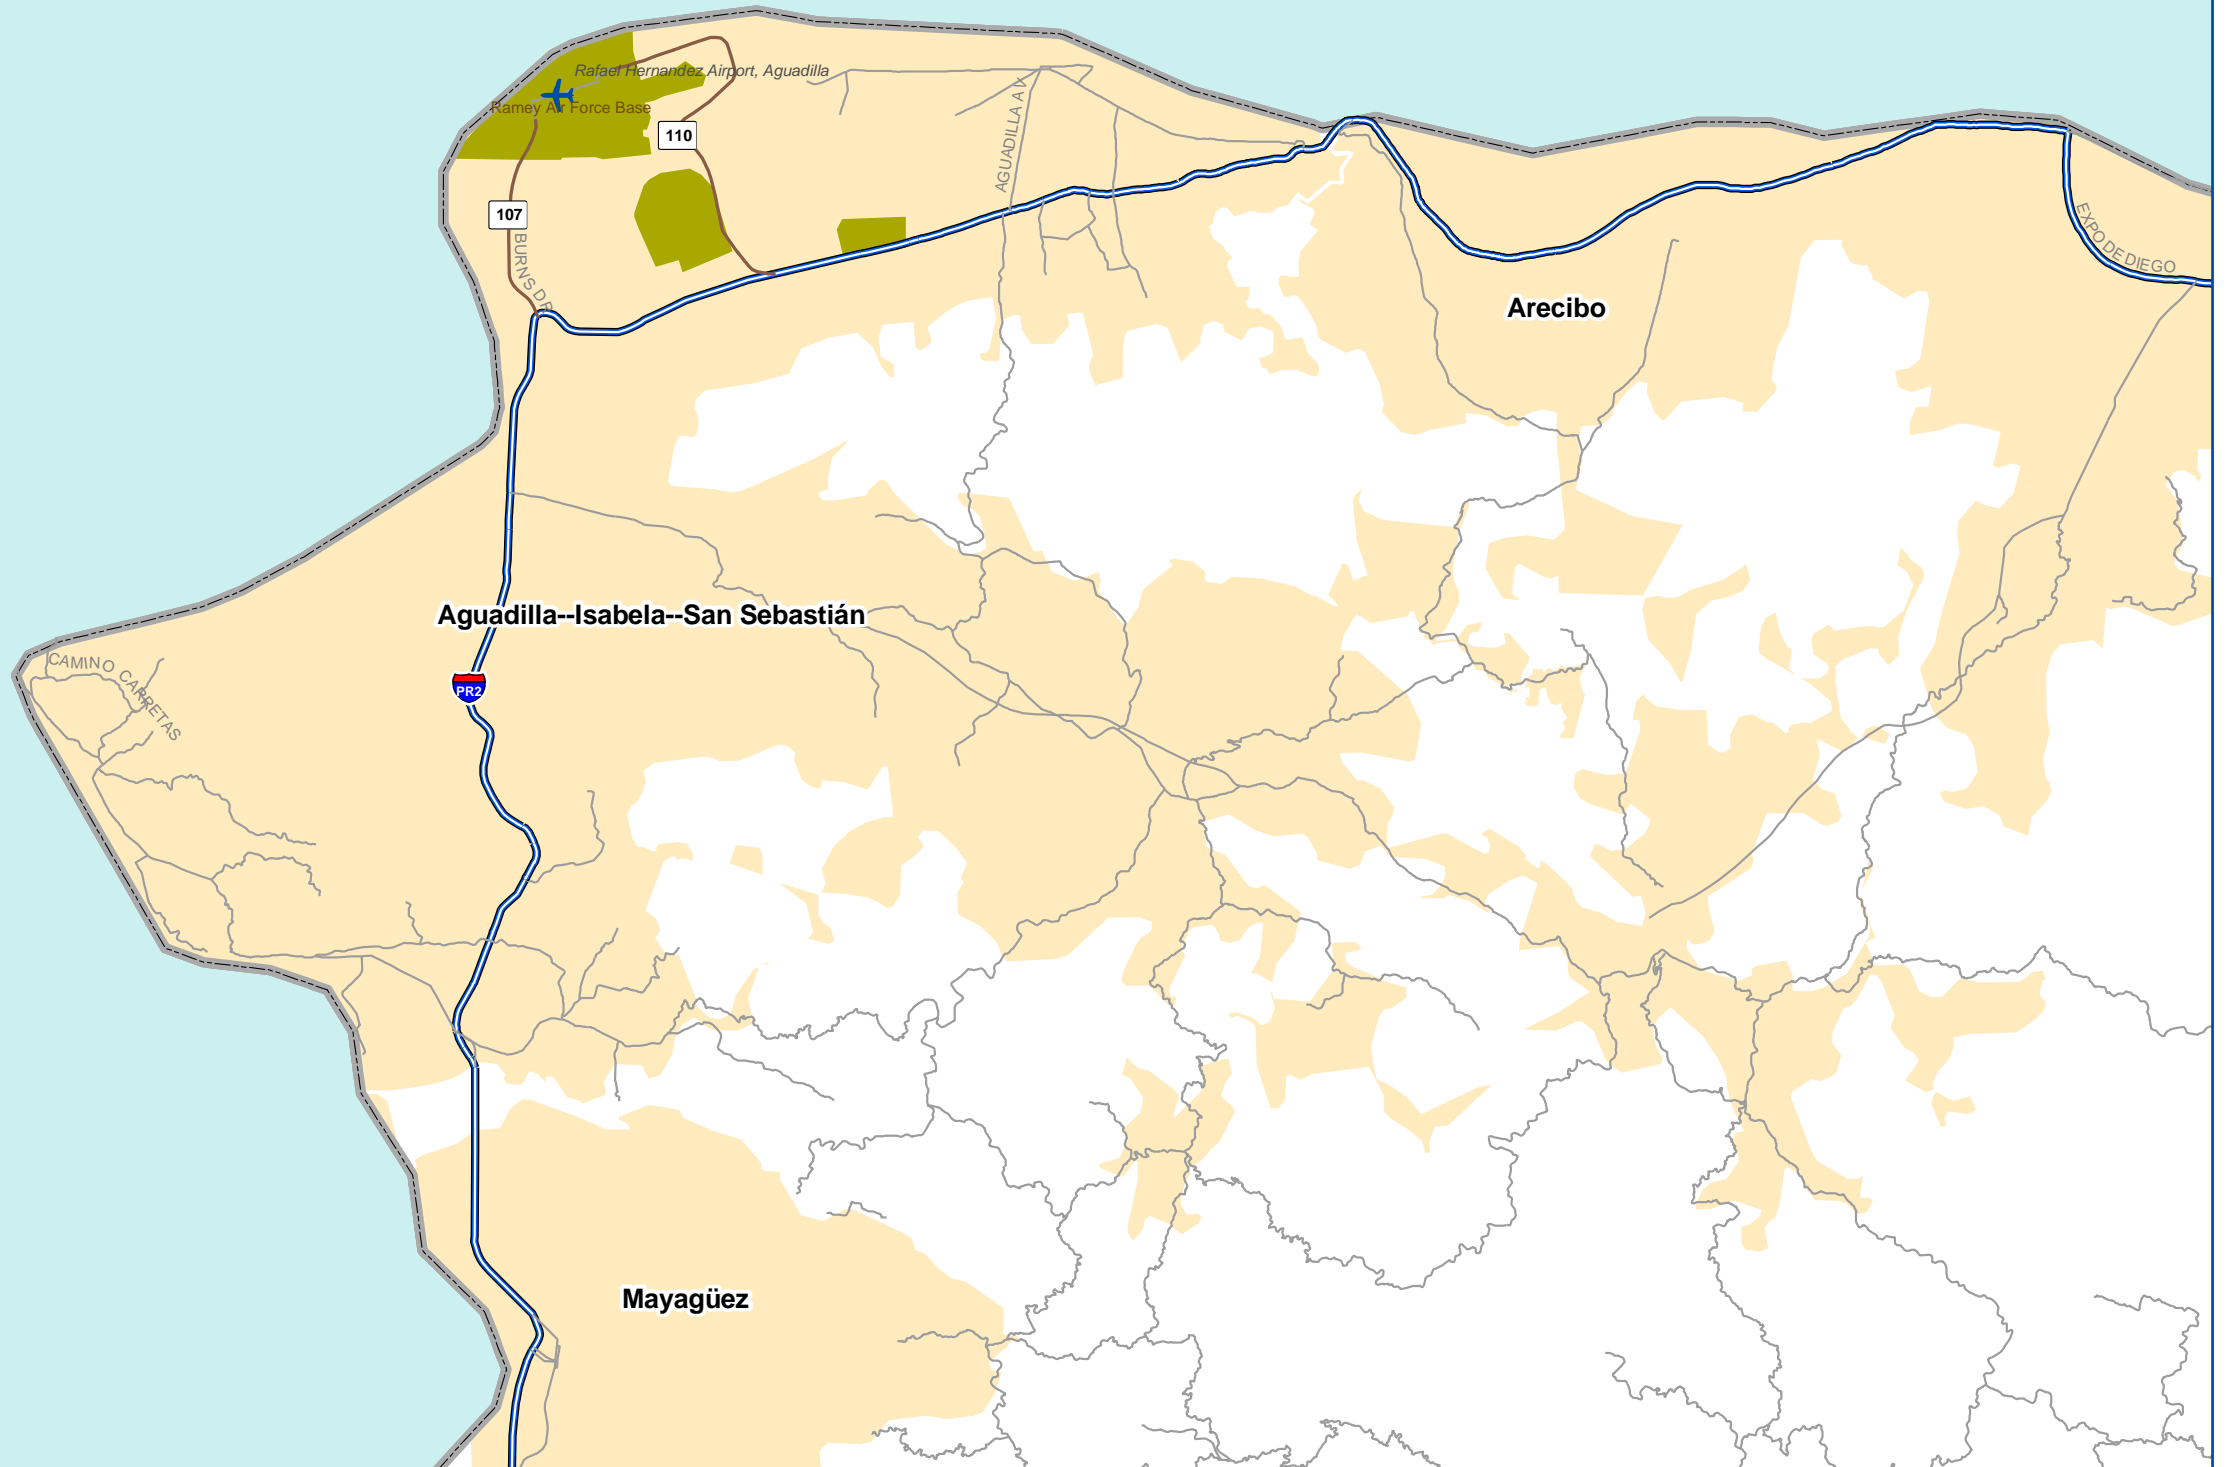 Rafael Hernandez Airport, Aguadilla
Ramey Air Force Base
110
AGUADILLA AV
107
BURNS DR
EXPO DE DIEGO
Arecibo
Aguadilla--Isabela--San Sebastián
CAMINO CARRETAS
PR2
Mayagüez